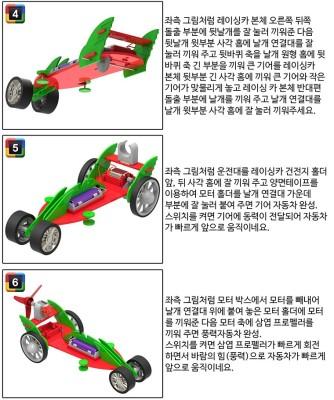 4
좌측 그림처럼 레이싱카 본체 오른쪽 뒤쪽
돌출 부분에 뒷날개를 잘 눌러 끼워준 다음
뒷날개 윗부분 사각 홈에 날개 연결대를 잘
눌러 끼워 주고 뒷바퀴 축을 날개 원형 홈에 뒷
바퀴 축 긴 부분을 끼워 큰 기어를 레이싱카
본체 뒷부분 긴 사각 홈에 끼워 큰 기어와 작은
기어가 맞물리게 놓고 레이싱 카 본체 반대편
돌출 부분에 날개를 끼워 주고 날개 연결대를
날개 윗부분 사각 홈에 잘 눌러 끼워주세요.
5
좌측 그림처럼 운전대를 레이싱카 건전지 홀더
앞, 뒤 사각 홈에 잘 끼워 주고 양면테이프를
이용하여 모터 홀더를 날개 연결대 가운데
부분에 잘 눌러 붙여 주면 기어 자동차 완성.
스위치를 켜면 기어에 동력이 전달되어 자동차
가 빠르게 앞으로 움직이네요.
6
좌측 그림처럼 모터 박스에서 모터를 빼내어
날개 연결대 위에 붙여 놓은 모터 홀더에 모터
를 끼워준 다음 모터 축에 삼엽 프로펠러를
끼워 주면 풍력자동차 완성.
스위치를 켜면 삼엽 프로펠러가 빠르게 회전
하면서 바람의 힘(풍력)으로 자동차가 빠르게
앞으로 움직이네요.